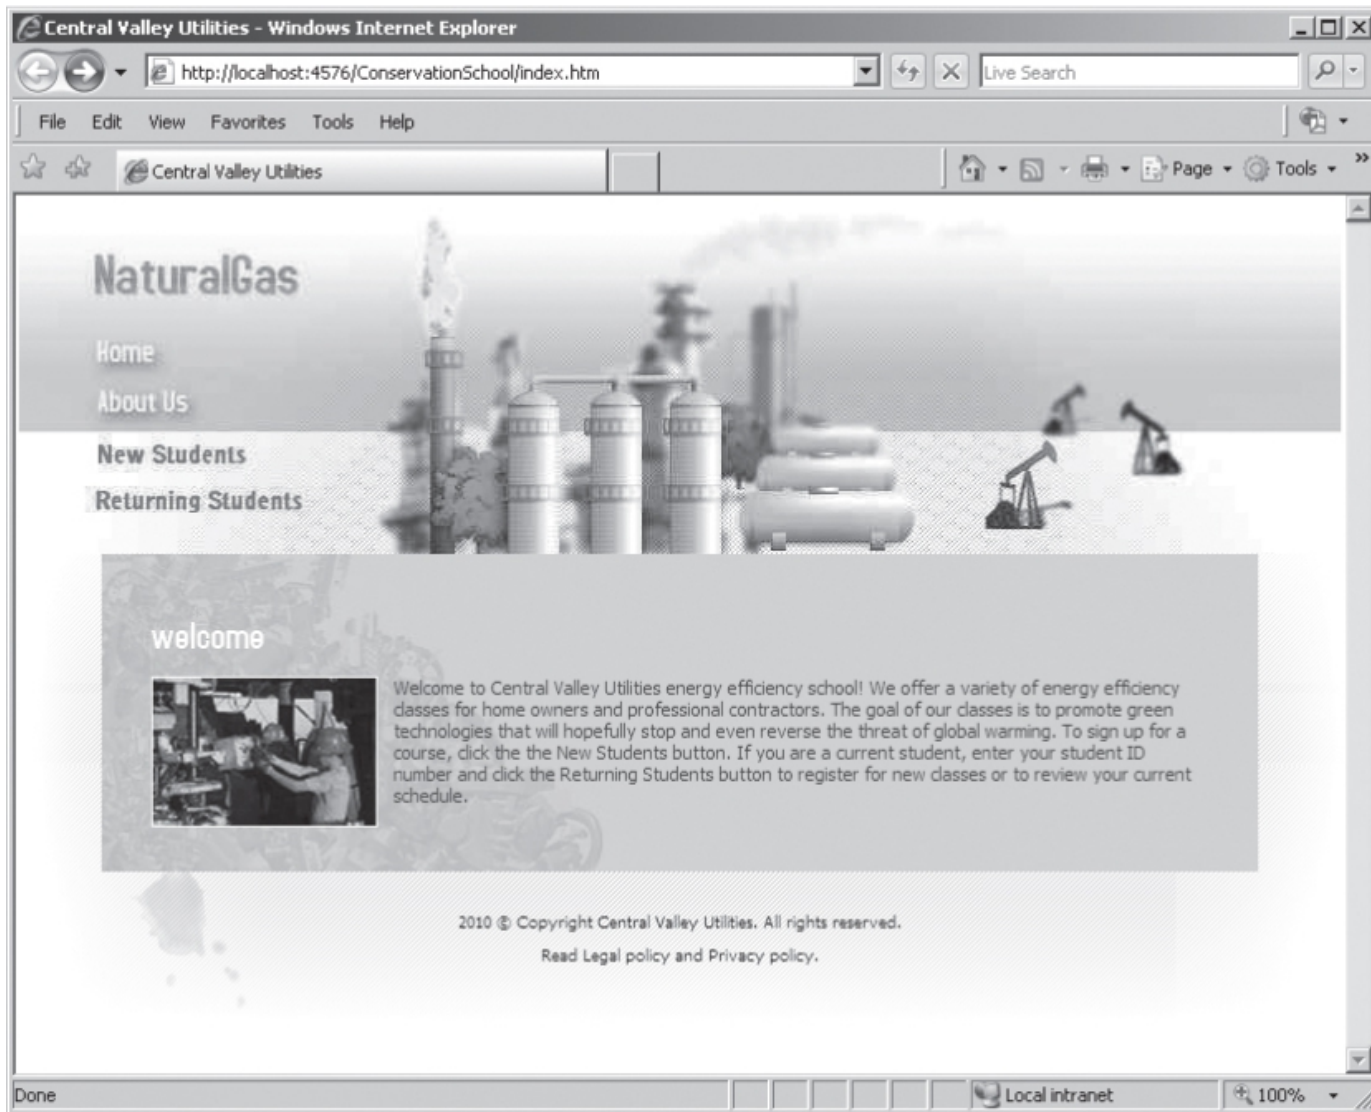 Central Valley Utilities - Windows Internet Explorer
http://localhost:4576/ConservationSchool/index.htm
Live Search
File Edit View Favorites Tools Help
Central Valley Utilities
Page Tools »
NaturalGas
Home
About Us
New Students
Returning Students
welcome
Welcome to Central Valley Utilities energy efficiency school! We offer a variety of energy efficiency
classes for home owners and professional contractors. The goal of our classes is to promote green
technologies that will hopefully stop and even reverse the threat of global warming. To sign up for a
course, click the the New Students button. If you are a current student, enter your student ID
number and click the Returning Students button to register for new classes or to review your current
schedule.
2010 © Copyright Central Valley Utilities. All rights reserved.
Read Legal policy and Privacy policy.
Done Local intranet 100%